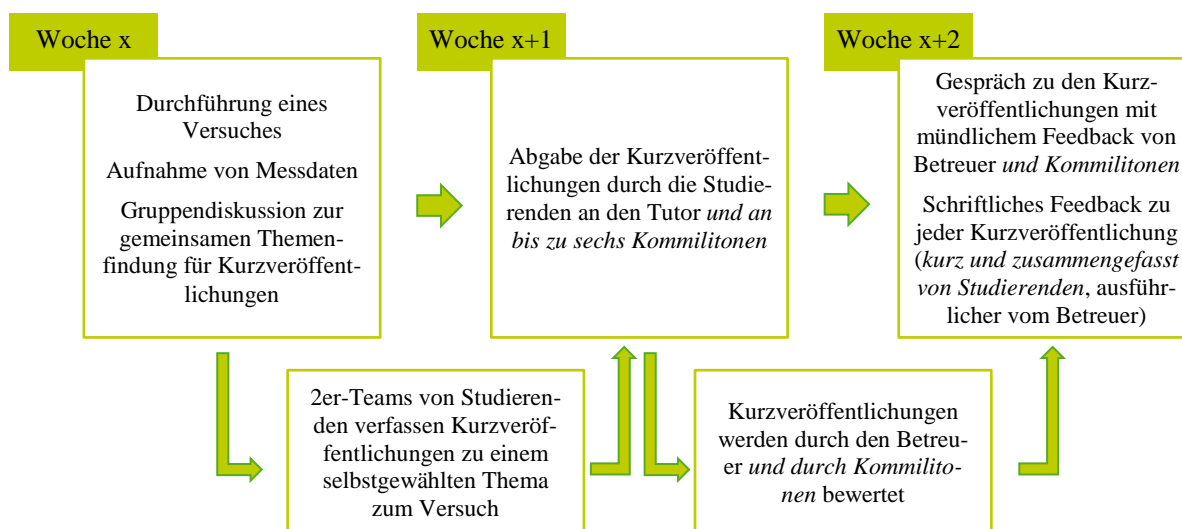 Woche x
Durchführung eines
Versuches
Aufnahme von Messdaten
Gruppendiskussion zur
gemeinsamen Themen-
findung für Kurzveröffent-
lichungen
Woche x+1
Abgabe der Kurzveröffent-
lichungen durch die Studie-
renden an den Tutor und an
bis zu sechs Kommilitonen
Woche x+2
Gespräch zu den Kurz-
veröffentlichungen mit
mündlichem Feedback von
Betreuer und Kommilitonen
Schriftliches Feedback zu
jeder Kurzveröffentlichung
(kurz und zusammengefasst
von Studierenden, ausführ-
licher vom Betreuer)
2er-Teams von Studieren-
den verfassen Kurzveröf-
fentlichungen zu einem
selbstgewählten Thema
zum Versuch
Kurzveröffentlichungen
werden durch den Betreu-
er und durch Kommilito-
nen bewertet